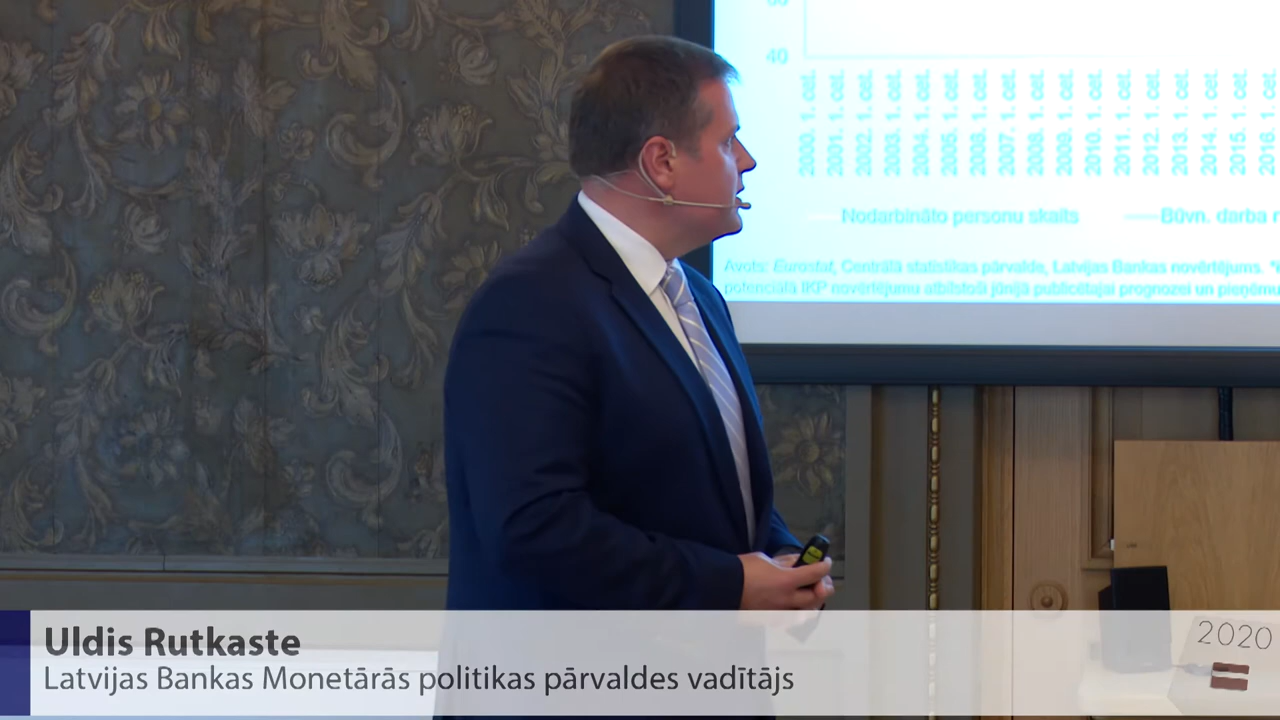 40
2000. 1. cet.
2001. 1. cet.
2002. 1. cet.
2003. 1. cet.
2004. 1. cet.
2005. 1. cet.
2006. 1. cet.
2007. 1. cet.
2008. 1. cet.
2009. 1. cet.
2010. 1. cet.
2011. 1. cet.
2012. 1. cet.
2013. 1. cet.
2014. 1. cet.
2015. 1. cet.
2016. 1. cet.
Nodarbināto personu skaits
Būvn. darba
Avots: Eurostat, Centrālā statistikas pārvalde, Latvijas Bankas novērtējums.
potenciālā IKP novērtējumu atbilstoši jūnijā publicētajai prognozei un
Uldis Rutkaste
Latvijas Bankas Monetārās politikas pārvaldes vadītājs
2020